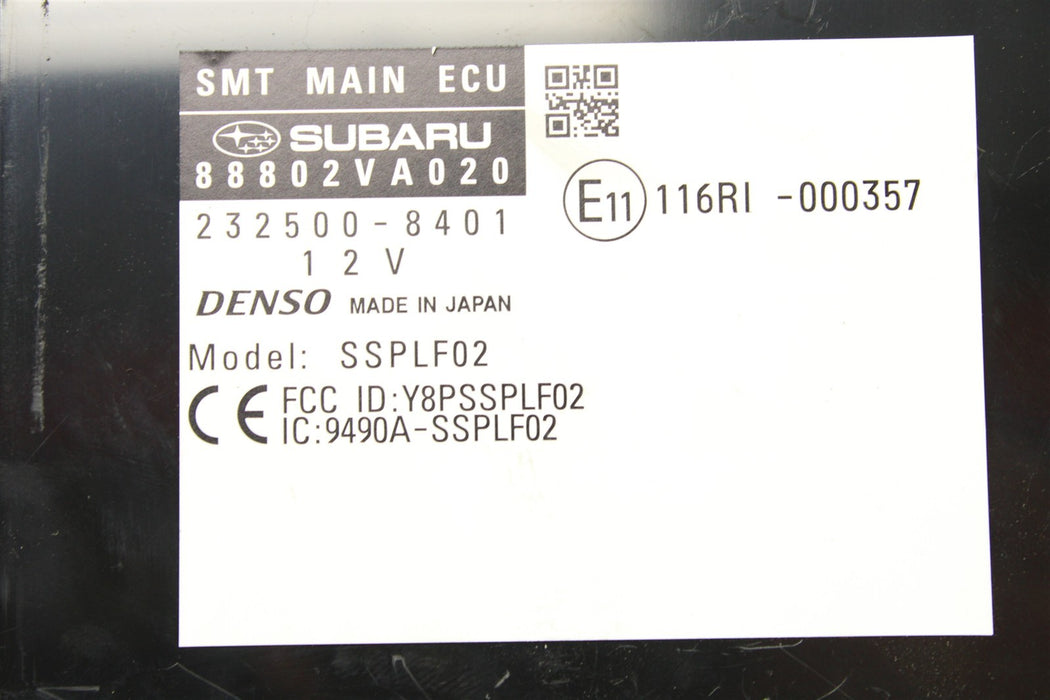 SMT MAIN ECU
SUBARU
88802VA020
232500-8401
12V
DENSO MADE IN JAPAN
Model: SSPLF02
CE FCC ID:Y8PSSPLF02
IC:9490A-SSPLF02
E11 116RI -000357